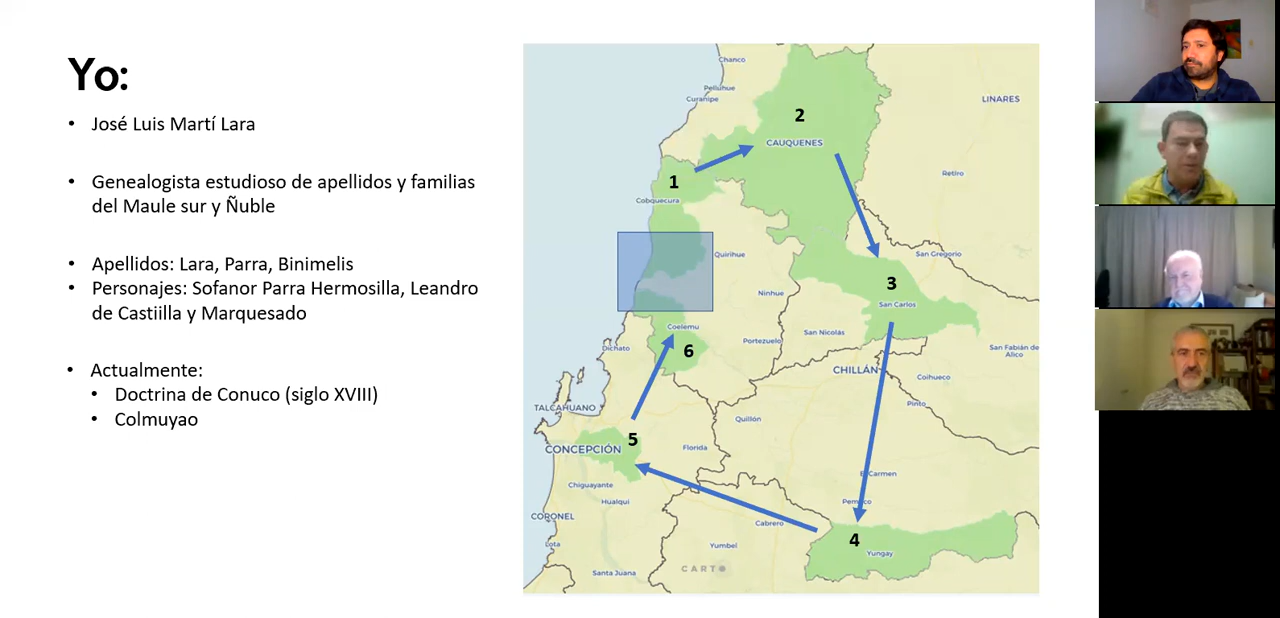 Yo:
• José Luis Martí Lara
• Genealogista estudioso de apellidos y familias
del Maule sur y Ñuble
• Apellidos: Lara, Parra, Binimelis
• Personajes: Sofanor Parra Hermosilla, Leandro
de Castiilla y Marquesado
• Actualmente:
• Doctrina de Conuco (siglo XVIII)
• Colmuyao
Chanco
Pelluhue
Curanipe
LINARES
2
CAUQUENES
Retiro
1
Cobquecura
Quirihue
San Gregorio
3
Ninhue
San Carlos
Coelemu
San Nicolás
Portezuelo
6
Dichato
San Fabián de
Alico
CHILLÁN
Coihueco
TALCAHUANO
Pinto
Quillón
5
CONCEPCIÓN
Florida
El Carmen
Chiguayante
Hualqui
Pemuco
CORONEL
Cabrero
4
Lota
Yumbel
Yungay
Santa Juana
CARTO